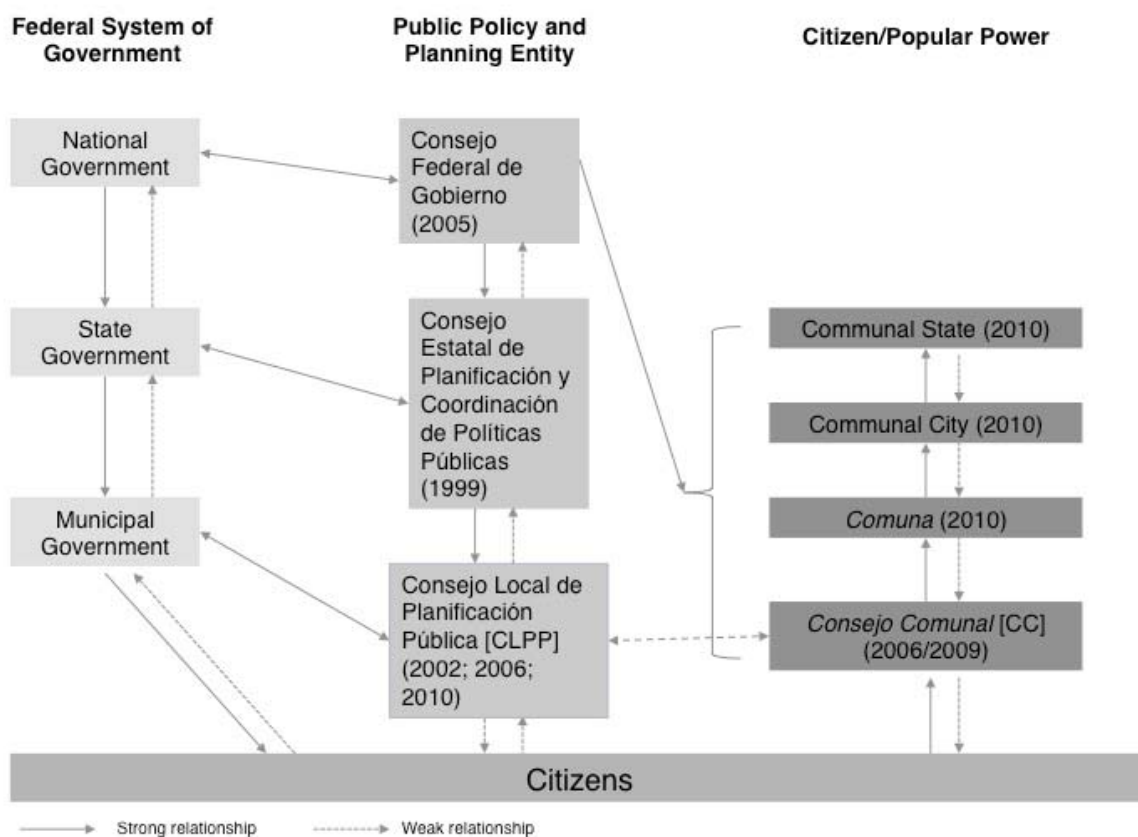 Federal System of
Government
Public Policy and
Planning Entity
Citizen/Popular Power
National
Government
State
Government
Municipal
Government
Consejo
Federal de
Gobierno
(2005)
Consejo
Estatal de
Planificación y
Coordinación
de Políticas
Públicas
(1999)
Consejo Local de
Planificación
Pública [CLPP]
(2002; 2006;
2010)
Communal State (2010)
Communal City (2010)
Comuna (2010)
Consejo Comunal [CC]
(2006/2009)
Citizens
Strong relationship
Weak relationship